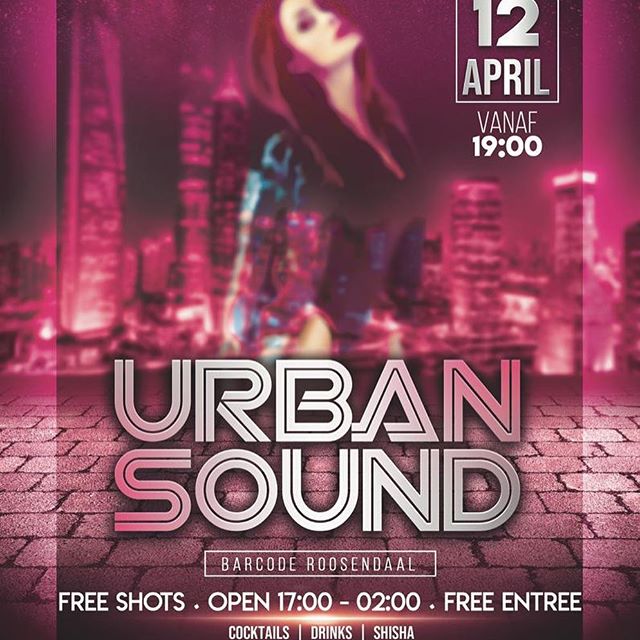 12
APRIL
VANAF
19:00
URBAN
SOUND
BARCODE ROOSENDAAL
FREE SHOTS . OPEN 17:00 - 02:00 . FREE ENTREE
COCKTAILS | DRINKS | SHISHA